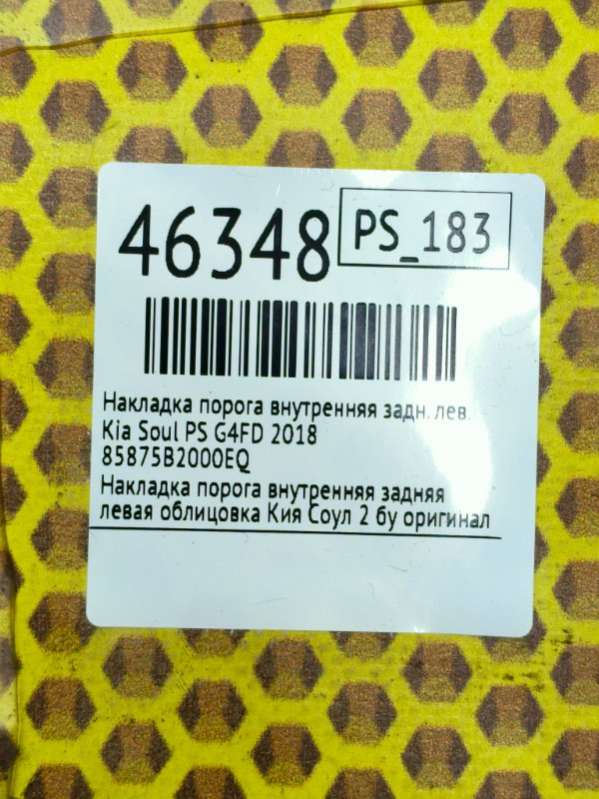 46348 PS_183
Накладка порога внутренняя задн. лев.
Kia Soul PS G4FD 2018
85875B2000EQ
Накладка порога внутренняя задняя
левая облицовка Кия Соул 2 бу оригинал